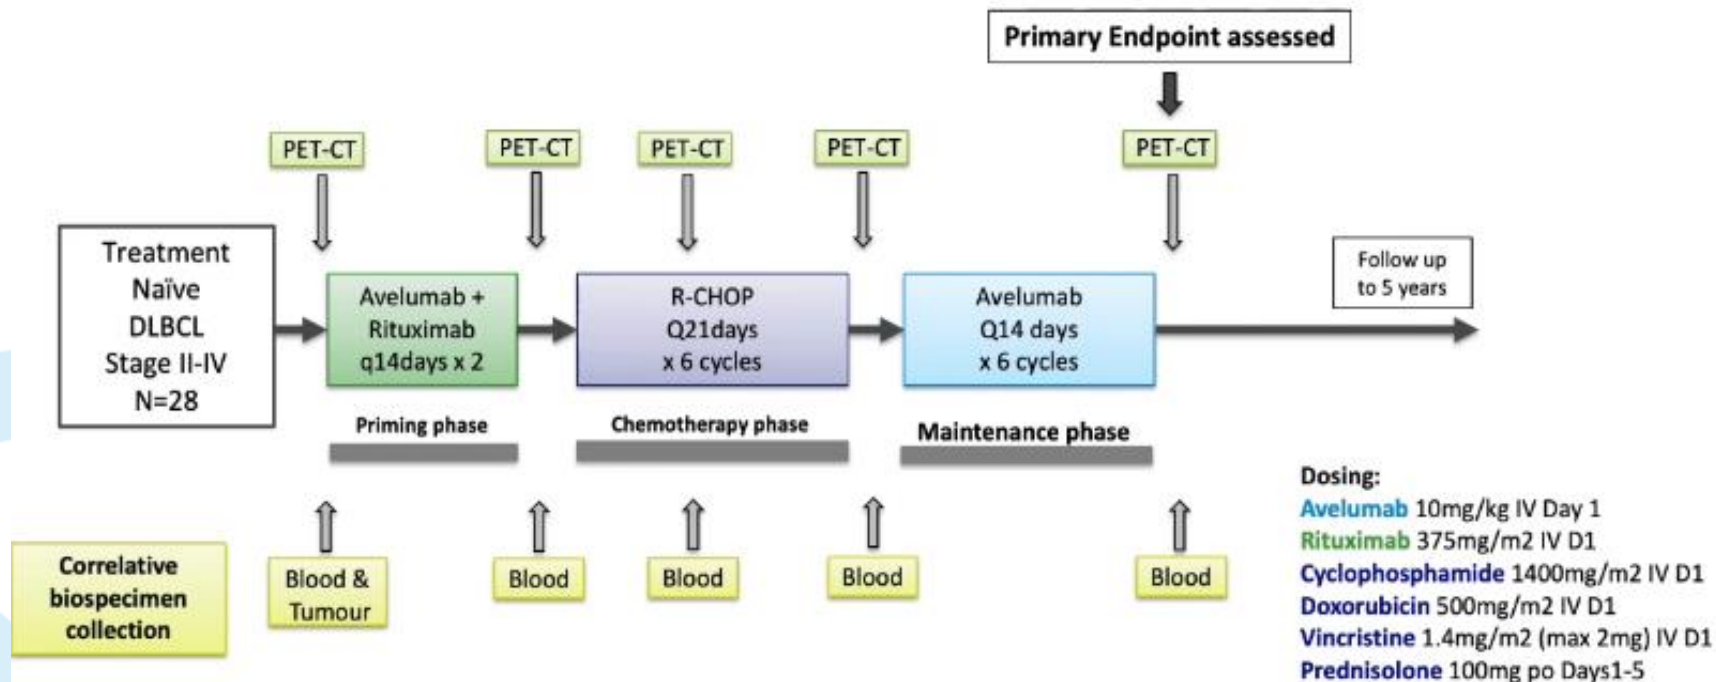 Primary Endpoint assessed
PET-CT
PET-CT
PET-CT
PET-CT
PET-CT
Treatment
Naïve
DLBCL
Stage II-IV
N=28
Avelumab +
Rituximab
q14days x 2
R-CHOP
Q21days
x 6 cycles
Avelumab
Q14 days
x 6 cycles
Follow up
to 5 years
Priming phase
Chemotherapy phase
Maintenance phase
Correlative
biospecimen
collection
Blood &
Tumour
Blood
Blood
Blood
Blood
Dosing:
Avelumab 10mg/kg IV Day 1
Rituximab 375mg/m2 IV D1
Cyclophosphamide 1400mg/m2 IV D1
Doxorubicin 500mg/m2 IV D1
Vincristine 1.4mg/m2 (max 2mg) IV D1
Prednisolone 100mg po Days1-5